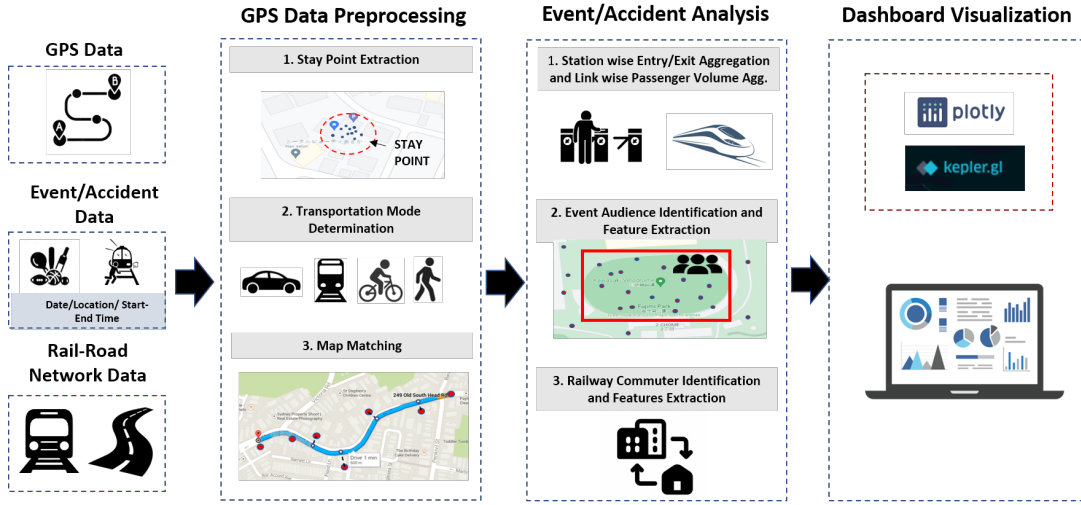 GPS Data Preprocessing
Event/Accident Analysis
Dashboard Visualization
GPS Data
B
A
Event/Accident
Data
Date/Location/ Start-
End Time
Rail-Road
Network Data
1. Stay Point Extraction
STAY
POINT
2. Transportation Mode
Determination
3. Map Matching
249 Old South Head R
Drive 1 min
1. Station wise Entry/Exit Aggregation
and Link wise Passenger Volume Agg.
2. Event Audience Identification and
Feature Extraction
3. Railway Commuter Identification
and Features Extraction
plotly
kepler.gl